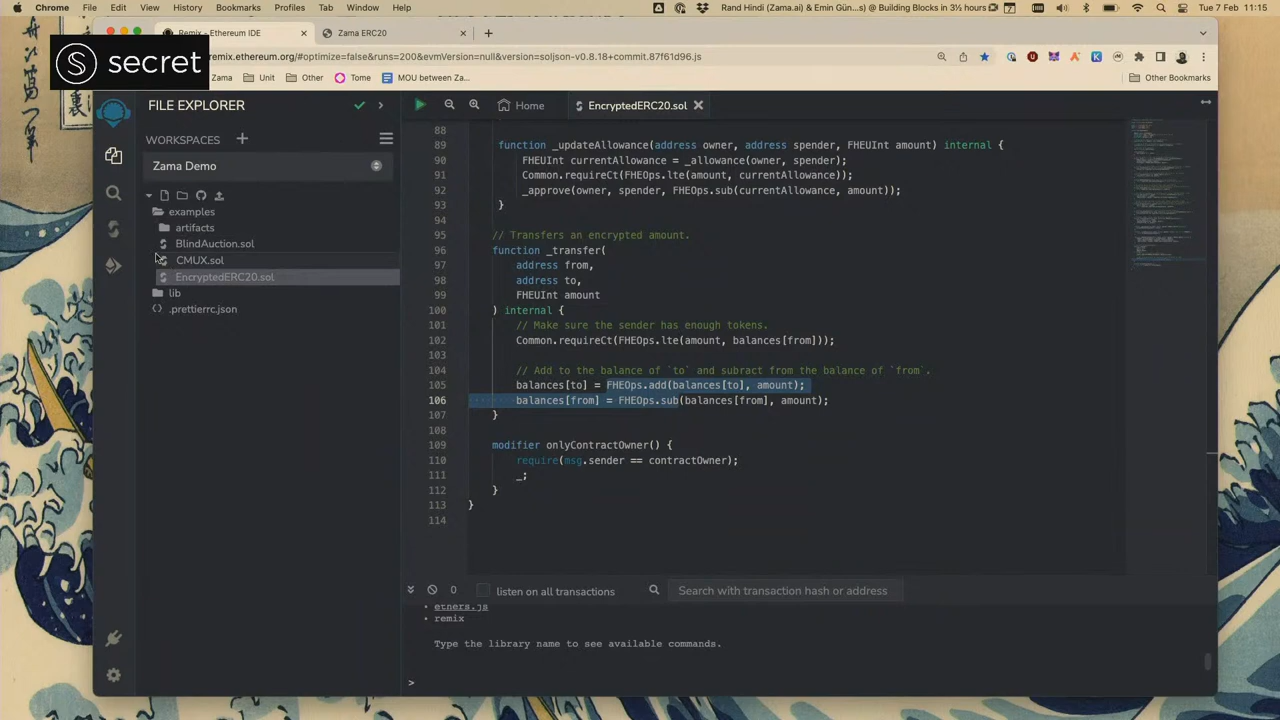 Chrome File Edit View History Bookmarks Profiles Tab Window Help Rand Hindi (Zama.ai) & Emin Gün...s) @ Building Blocks in 3½ hours Tue 7 Feb 11:15
Remix - Ethereum IDE Zama ERC20
secret
remix.ethereum.org/#optimize=false&runs=200&evmVersion=null&version=soljson-v0.8.18+commit.87f61d96.js
Zama Unit Other Tome MOU between Za... Other Bookmarks
FILE EXPLORER
Home EncryptedERC20.sol
WORKSPACES
Zama Demo
examples
artifacts
BlindAuction.sol
CMUX.sol
EncryptedERC20.sol
lib
.prettierrc.json
88
89 function _updateAllowance(address owner, address spender, FHEUInt amount) internal {
90 FHEUInt currentAllowance = _allowance(owner, spender);
91 Common.requireCt(FHEOps.lte(amount, currentAllowance));
92 _approve(owner, spender, FHEOps.sub(currentAllowance, amount));
93 }
94
95 // Transfers an encrypted amount.
96 function _transfer(
97 address from,
98 address to,
99 FHEUInt amount
100 ) internal {
101 // Make sure the sender has enough tokens.
102 Common.requireCt(FHEOps.lte(amount, balances[from]));
103
104 // Add to the balance of `to` and subract from the balance of `from`.
105 balances[to] = FHEOps.add(balances[to], amount);
106 balances[from] = FHEOps.sub(balances[from], amount);
107 }
108
109 modifier onlyContractOwner() {
110 require(msg.sender == contractOwner);
111 _;
112 }
113 }
114
0 listen on all transactions Search with transaction hash or address
ethers.js
remix
Type the library name to see available commands.
>